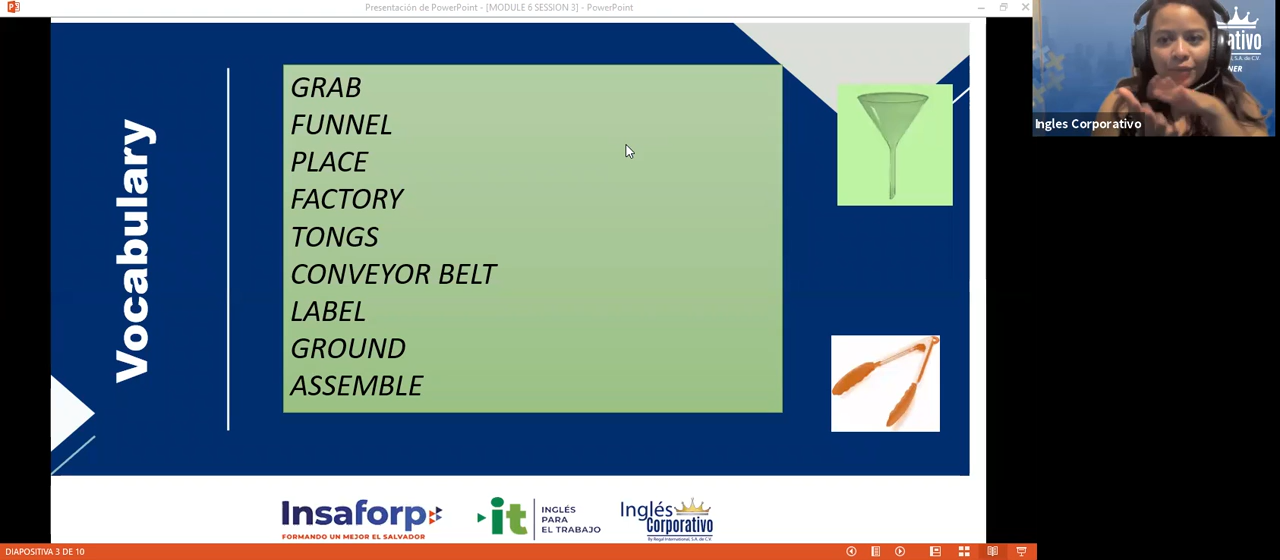 Presentación de PowerPoint - [MODULE 6 SESSION 3] - PowerPoint
Vocabulary
GRAB
FUNNEL
PLACE
FACTORY
TONGS
CONVEYOR BELT
LABEL
GROUND
ASSEMBLE
Ingles Corporativo
Insaforp
FORMANDO UN MEJOR EL SALVADOR
it
INGLÉS
PARA
EL TRABAJO
Inglés
Corporativo
By Regal International, S.A. de C.V.
DIAPOSITIVA 3 DE 10